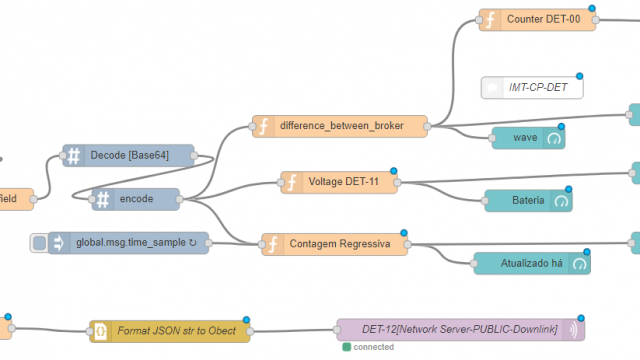 Counter DET-00
IMT-CP-DET
difference_between_broker
wave
Decode [Base64]
Voltage DET-11
field
encode
Bateria
global.msg.time_sample ↻
Contagem Regressiva
Atualizado há
Format JSON str to Obect
DET-12[Network Server-PUBLIC-Downlink]
connected